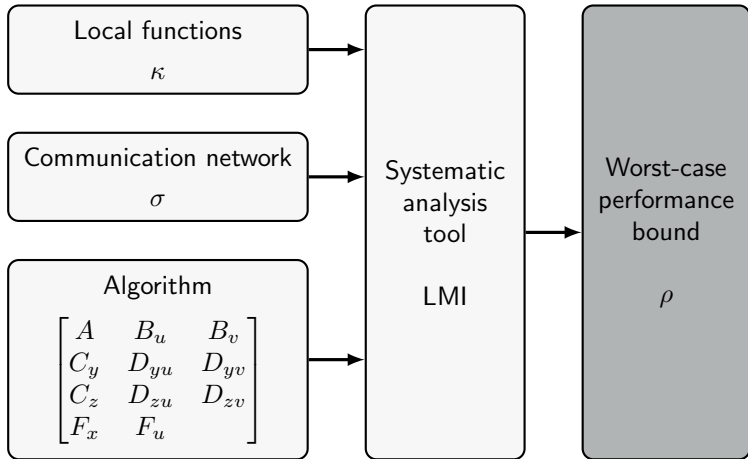 Local functions
κ
Communication network
σ
Algorithm
A B_u B_v
C_y D_yu D_yv
C_z D_zu D_zv
F_x F_u
Systematic
analysis
tool
LMI
Worst-case
performance
bound
ρ